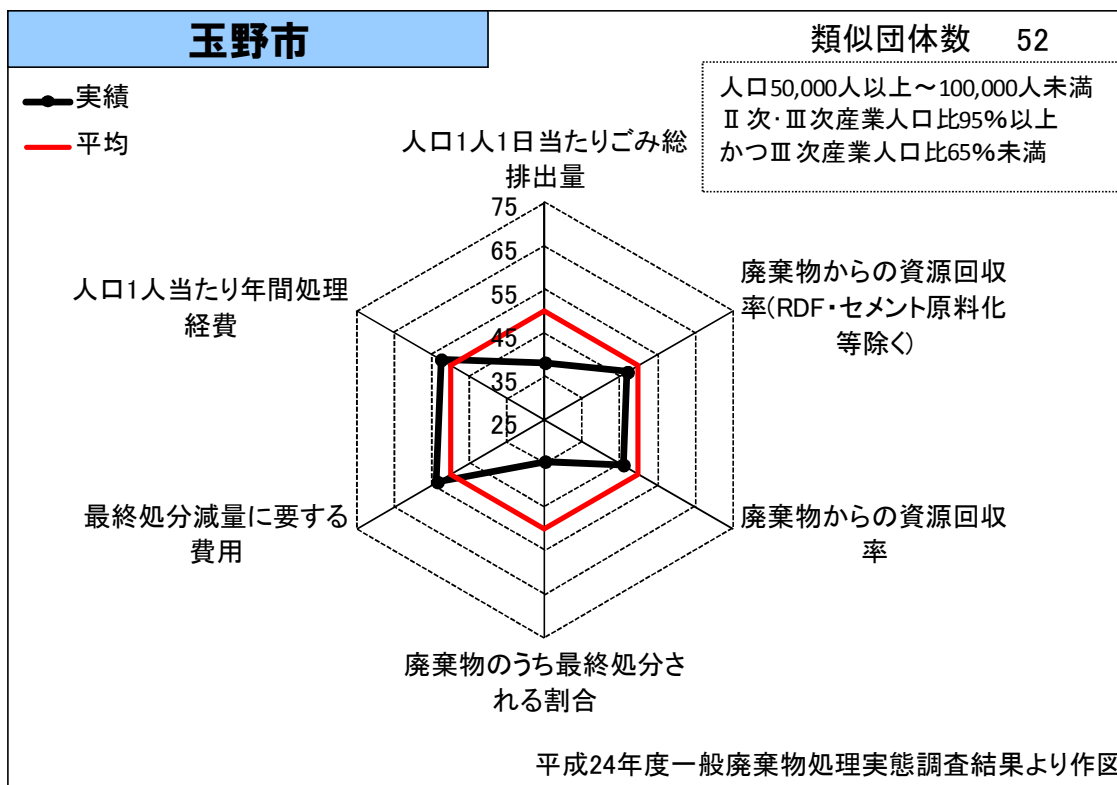 玉野市
類似団体数 52
人口50,000人以上～100,000人未満
Ⅱ次・Ⅲ次産業人口比95%以上
かつⅢ次産業人口比65%未満
実績
平均
人口1人1日当たりごみ総
排出量
75
65
55
45
35
25
廃棄物からの資源回収
率(RDF・セメント原料化
等除く)
廃棄物からの資源回収
率
廃棄物のうち最終処分さ
れる割合
最終処分減量に要する
費用
人口1人当たり年間処理
経費
平成24年度一般廃棄物処理実態調査結果より作図